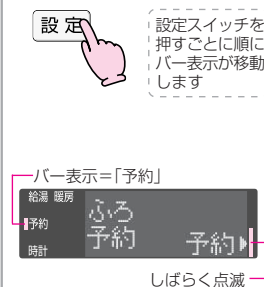 設定
設定スイッチを
押すごとに順に
バー表示が移動
します
バー表示=「予約」
給湯 暖房
予約
時計
ふろ
予約
予約
しばらく点滅